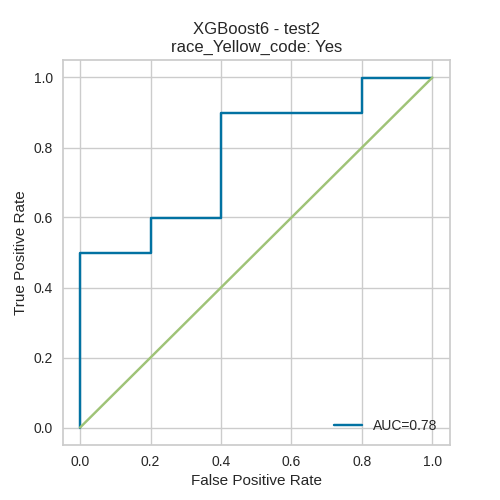 XGBoost6 - test2
race_Yellow_code: Yes
True Positive Rate
1.0
0.8
0.6
0.4
0.2
0.0
AUC=0.78
0.0 0.2 0.4 0.6 0.8 1.0
False Positive Rate